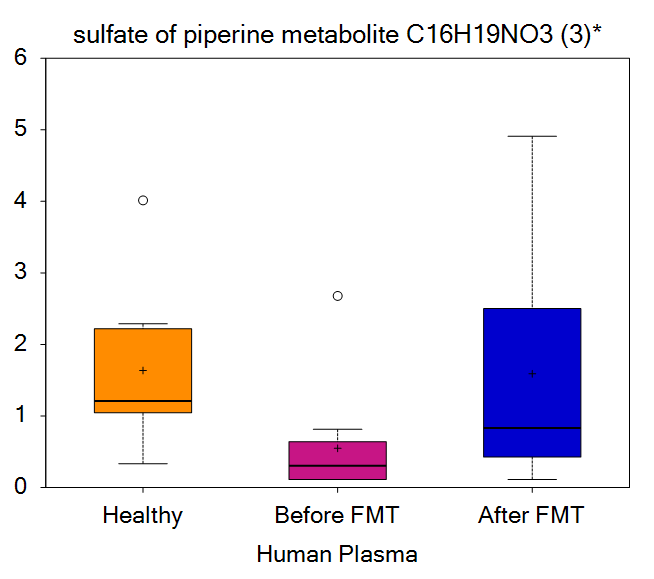 sulfate of piperine metabolite C16H19NO3 (3)*
6
5
4
3
2
1
0
Healthy Before FMT After FMT
Human Plasma